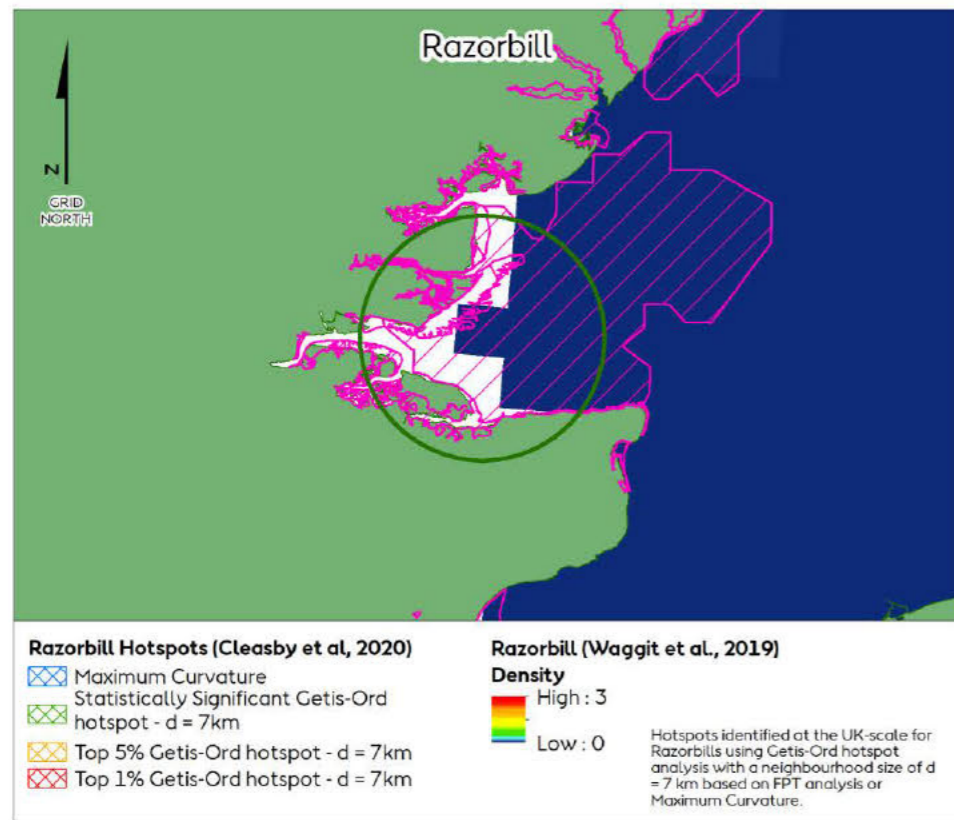 Razorbill
N
GRID
NORTH
Razorbill Hotspots (Cleasby et al, 2020)
Maximum Curvature
Statistically Significant Getis-Ord
hotspot - d = 7km
Top 5% Getis-Ord hotspot - d = 7km
Top 1% Getis-Ord hotspot - d = 7km
Razorbill (Waggit et al., 2019)
Density
High : 3
Low : 0
Hotspots identified at the UK-scale for
Razorbills using Getis-Ord hotspot
analysis with a neighbourhood size of d
= 7 km based on FPT analysis or
Maximum Curvature.